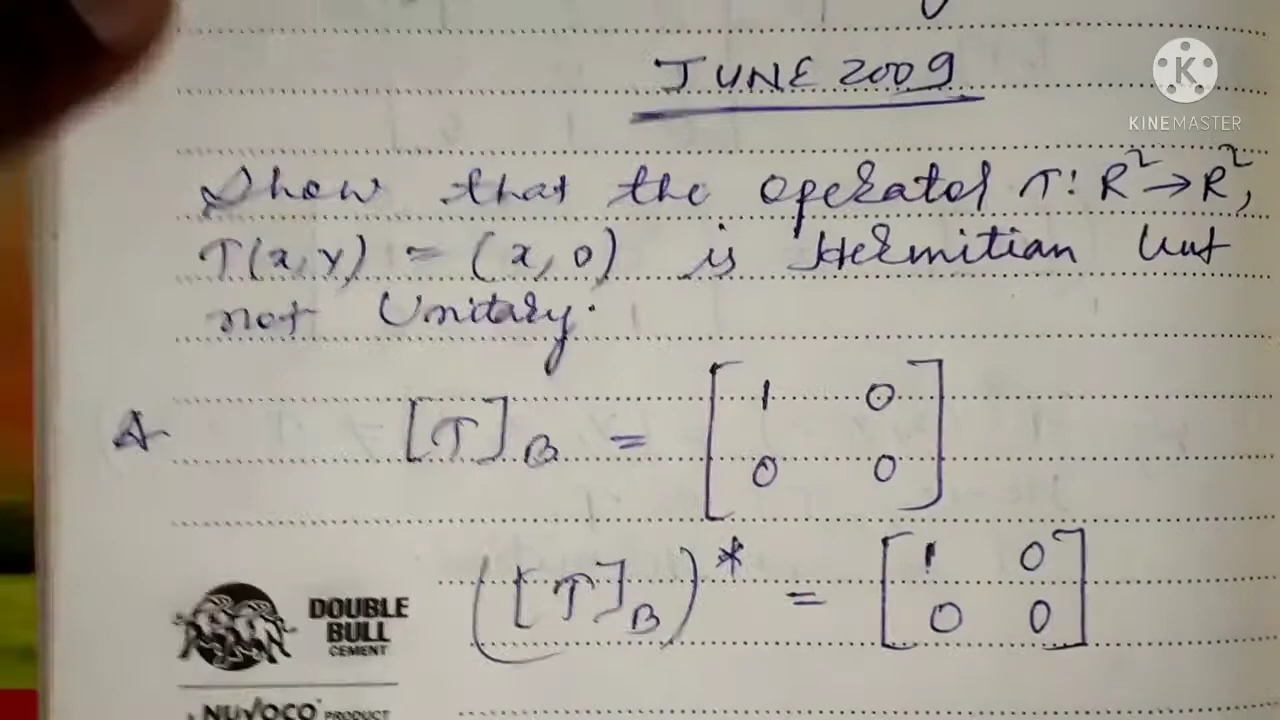 JUNE 2009
K
KINEMASTER
Show that the operator T: R² → R²,
T(x, y) = (x, 0) is Hermitian but
not Unitary.
A [T]B = [ 1 0
0 0 ]
([T]B)* = [ 1 0
0 0 ]
DOUBLE
BULL
CEMENT
NUVOCO PRODUCT